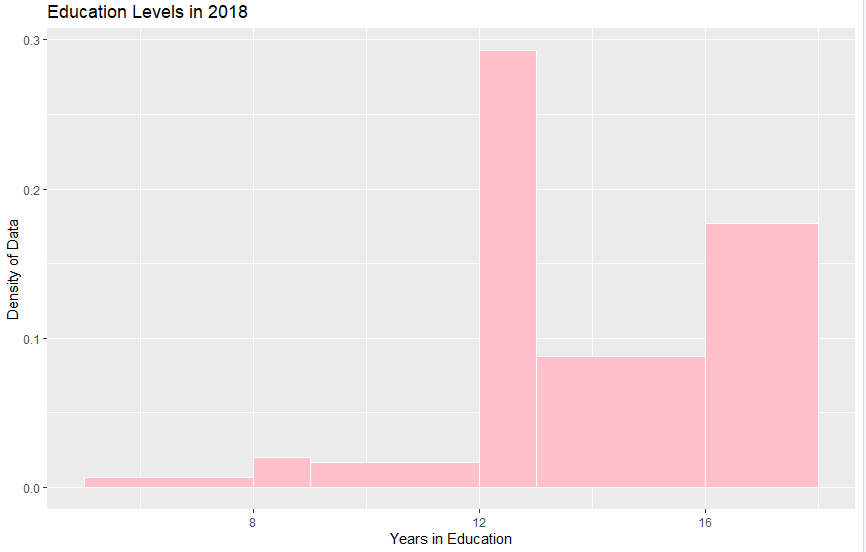 Education Levels in 2018
0.3
0.2
0.1
0.0
Density of Data
8 12 16
Years in Education